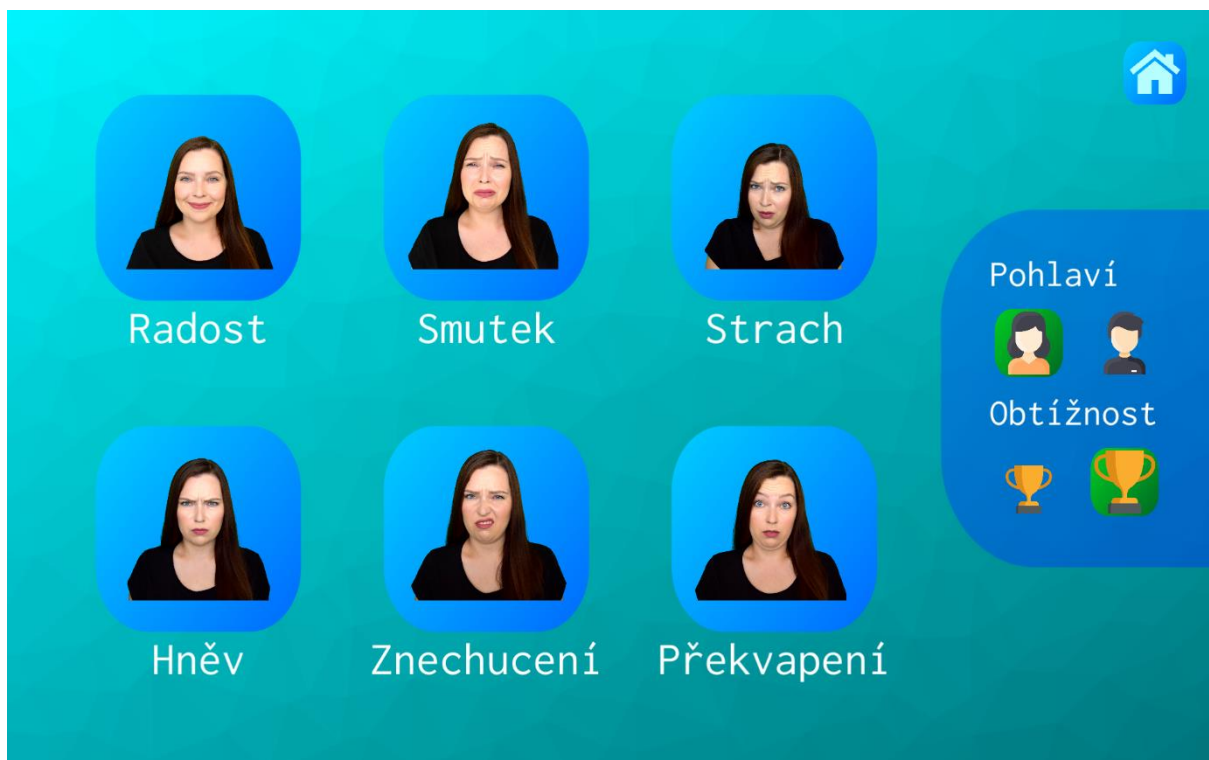 Radost
Smutek
Strach
Hněv
Znechucení
Překvapení
Pohlaví
Obtížnost